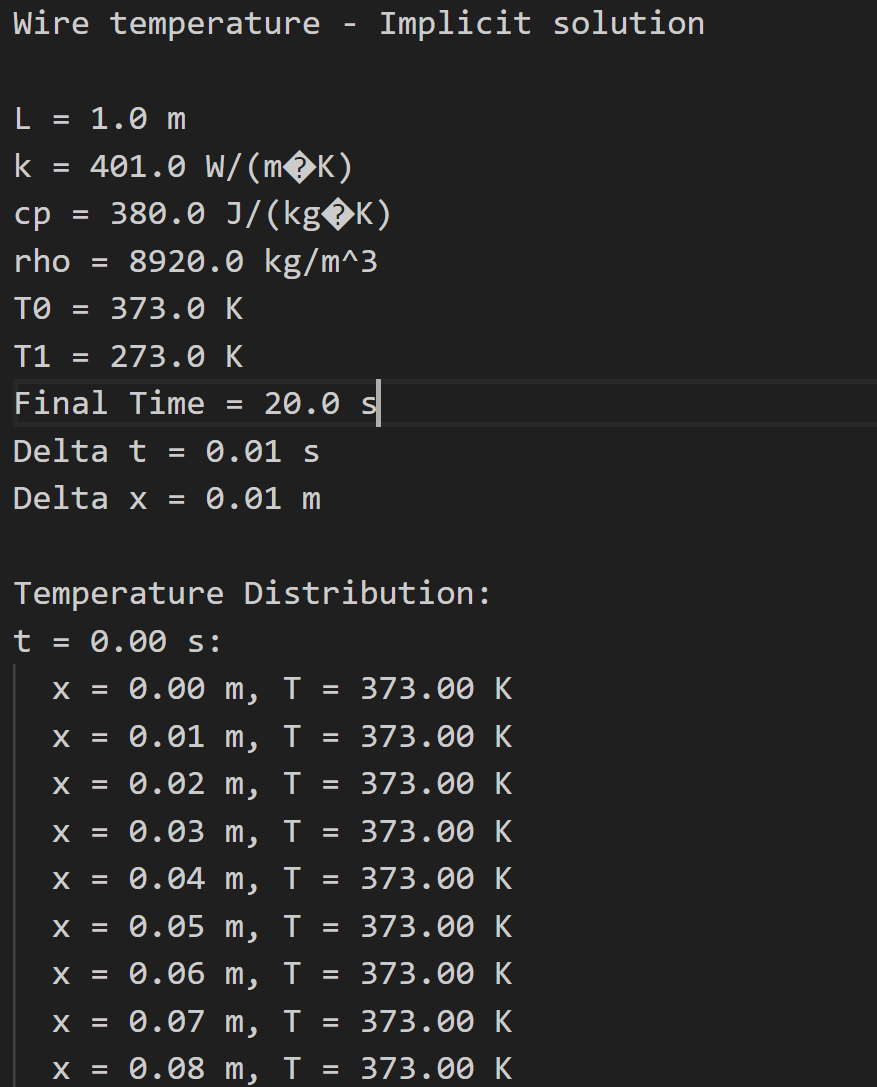 Wire temperature - Implicit solution
L = 1.0 m
k = 401.0 W/(m�K)
cp = 380.0 J/(kg�K)
rho = 8920.0 kg/m^3
T0 = 373.0 K
T1 = 273.0 K
Final Time = 20.0 s
Delta t = 0.01 s
Delta x = 0.01 m
Temperature Distribution:
t = 0.00 s:
x = 0.00 m, T = 373.00 K
x = 0.01 m, T = 373.00 K
x = 0.02 m, T = 373.00 K
x = 0.03 m, T = 373.00 K
x = 0.04 m, T = 373.00 K
x = 0.05 m, T = 373.00 K
x = 0.06 m, T = 373.00 K
x = 0.07 m, T = 373.00 K
x = 0.08 m, T = 373.00 K